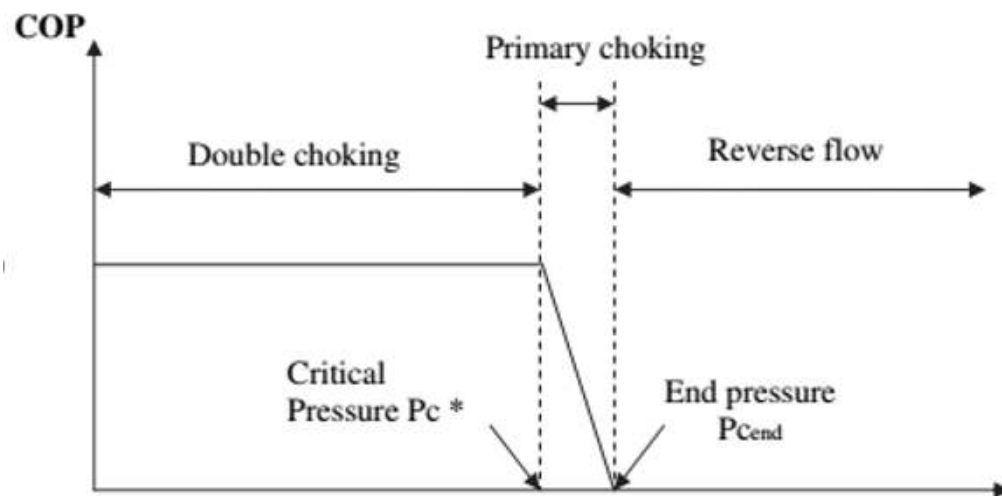 COP
Primary choking
Double choking
Reverse flow
Critical
Pressure Pc *
End pressure
Pcend